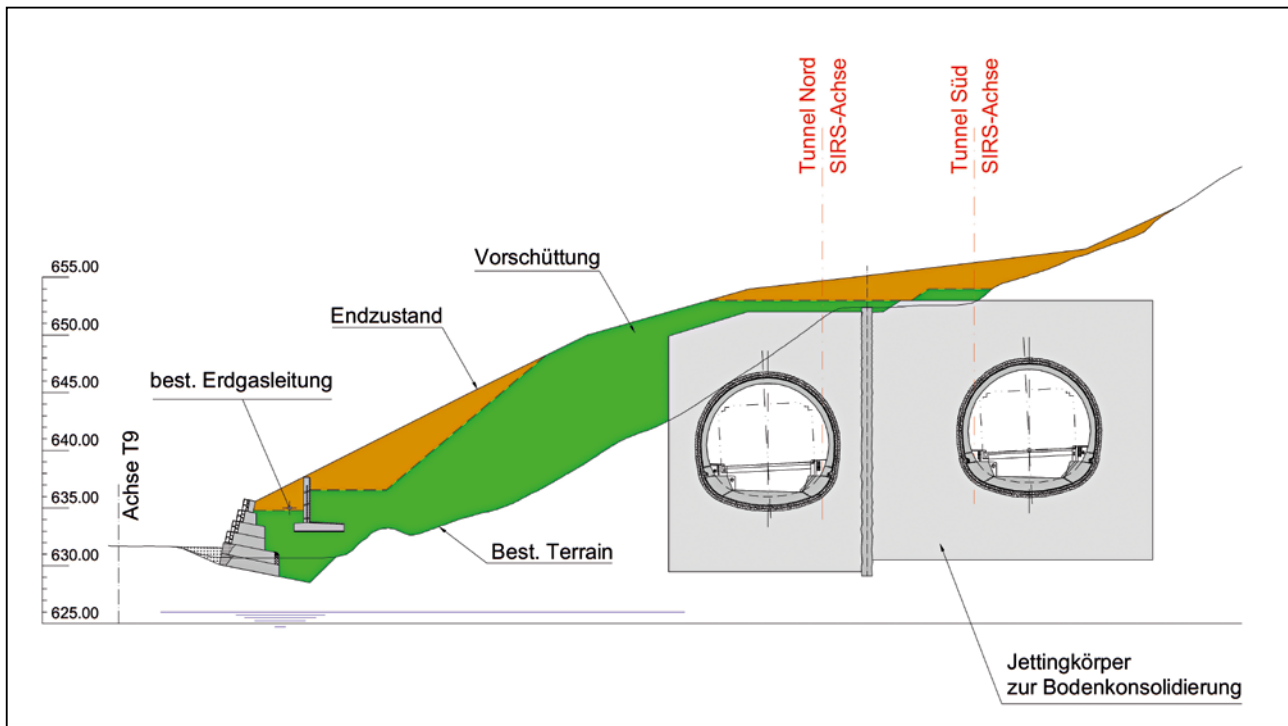 Tunnel Nord
SIRS-Achse
Tunnel Süd
SIRS-Achse
Vorschüttung
Endzustand
best. Erdgasleitung
Achse T9
655.00
650.00
645.00
640.00
635.00
630.00
625.00
Best. Terrain
Jettingkörper
zur Bodenkonsolidierung